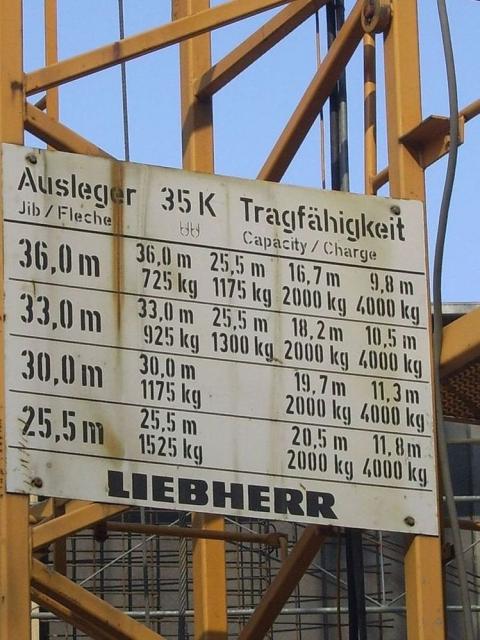 Ausleger 35 K Tragfähigkeit
Jib/Fleche Capacity/Charge
36,0 m 36,0 m 25,5 m 16,7 m 9,8 m
725 kg 1175 kg 2000 kg 4000 kg
33,0 m 33,0 m 25,5 m 18,2 m 10,5 m
925 kg 1300 kg 2000 kg 4000 kg
30,0 m 30,0 m 19,7 m 11,3 m
1175 kg 2000 kg 4000 kg
25,5 m 25,5 m 20,5 m 11,8 m
1525 kg 2000 kg 4000 kg
LIEBHERR